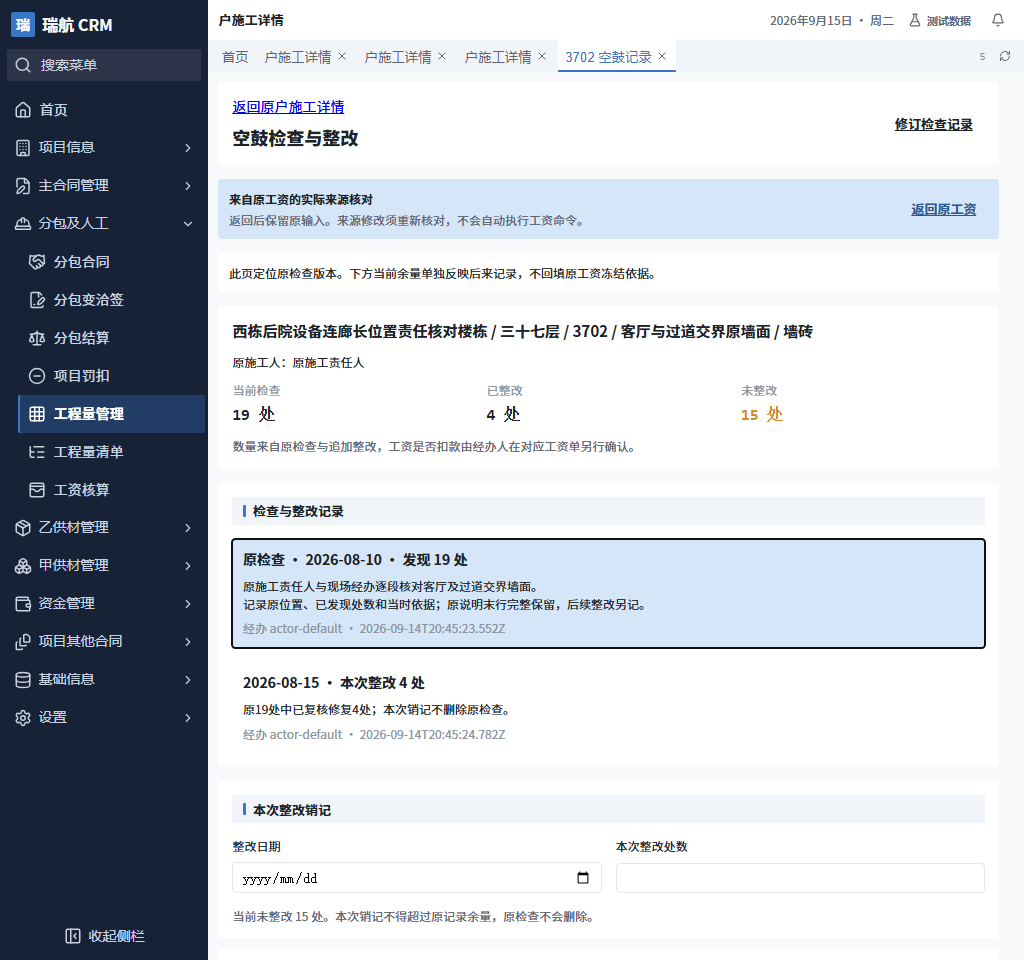 瑞 瑞航 CRM
搜索菜单
首页
项目信息
主合同管理
分包及人工
分包合同
分包变洽签
分包结算
项目罚扣
工程量管理
工程量清单
工资核算
乙供材管理
甲供材管理
资金管理
项目其他合同
基础信息
设置
收起侧栏
户施工详情
2026年9月15日 • 周二 测试数据
首页 户施工详情 × 户施工详情 × 户施工详情 × 3702 空鼓记录 × 5
返回原户施工详情
空鼓检查与整改
修订检查记录
来自原工资的实际来源核对
返回后保留原输入。来源修改须重新核对，不会自动执行工资命令。
返回原工资
此页定位原检查版本。下方当前余量单独反映后来记录，不回填原工资冻结依据。
西栋后院设备连廊长位置责任核对楼栋 / 三十七层 / 3702 / 客厅与过道交界原墙面 / 墙砖
原施工人：原施工责任人
当前检查 已整改 未整改
19 处 4 处 15 处
数量来自原检查与追加整改，工资是否扣款由经办人在对应工资单另行确认。
检查与整改记录
原检查 • 2026-08-10 • 发现 19 处
原施工责任人与现场经办逐段核对客厅及过道交界墙面。
记录原位置、已发现处数和当时依据；原说明末行完整保留，后续整改另记。
经办 actor-default • 2026-09-14T20:45:23.552Z
2026-08-15 • 本次整改 4 处
原19处中已复核修复4处；本次销记不删除原检查。
经办 actor-default • 2026-09-14T20:45:24.782Z
本次整改销记
整改日期 本次整改处数
yyyy/mm/dd
当前未整改 15 处。本次销记不得超过原记录余量，原检查不会删除。